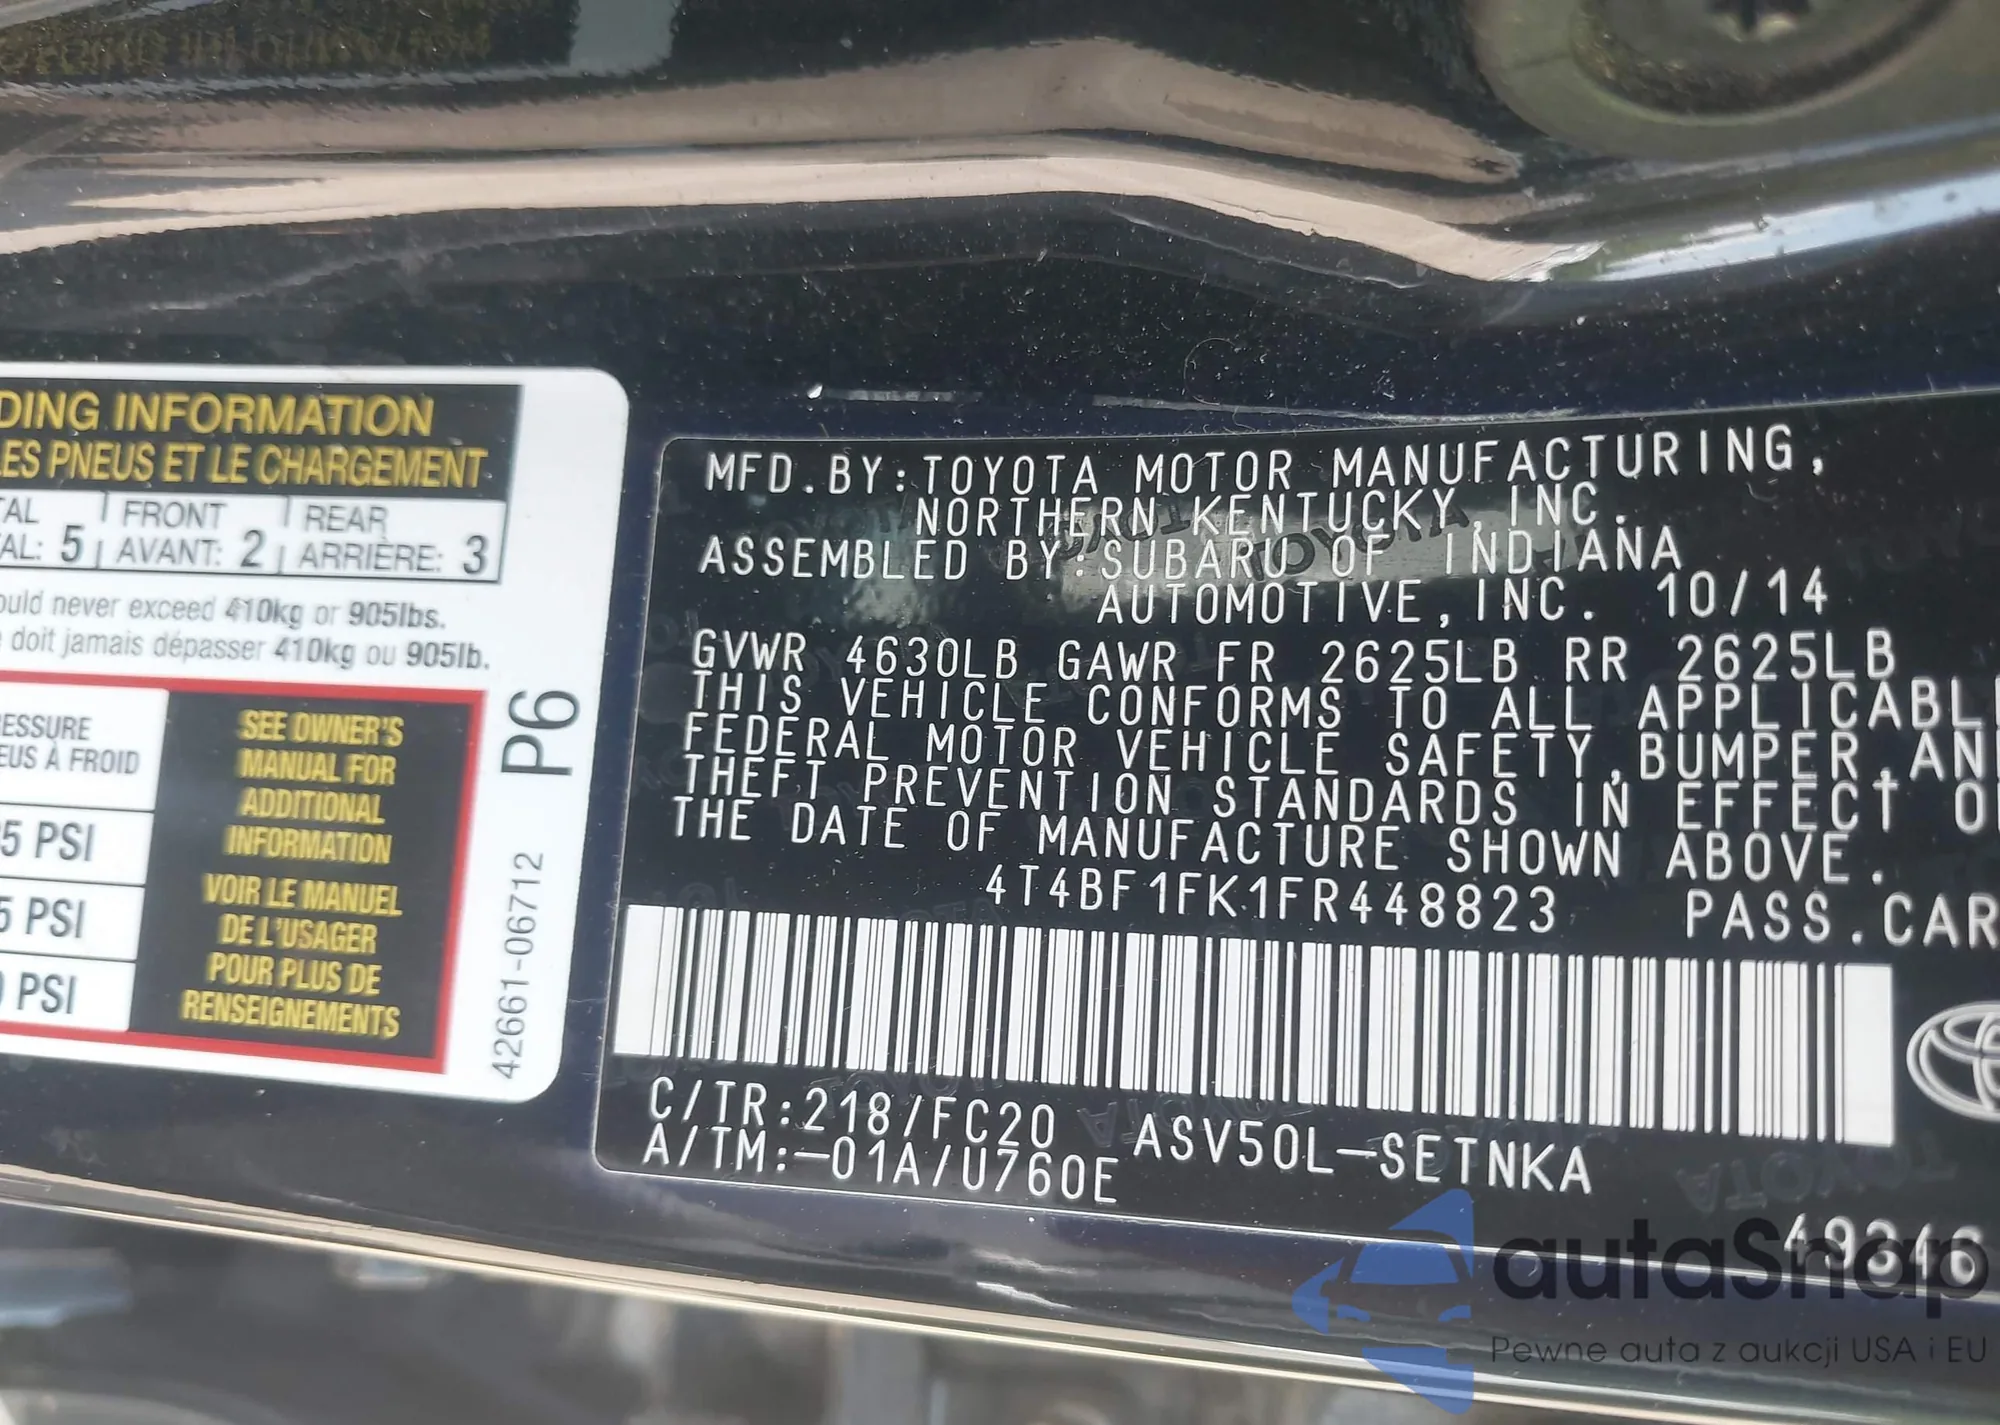 DING INFORMATION
LES PNEUS ET LE CHARGEMENT
TAL | FRONT | REAR
AL: 5 | AVANT: 2 | ARRIÈRE: 3
ould never exceed 410kg or 905lbs.
doit jamais dépasser 410kg ou 905lb.
ESSURE
EUS À FROID
35 PSI
5 PSI
0 PSI
SEE OWNER'S
MANUAL FOR
ADDITIONAL
INFORMATION
VOIR LE MANUEL
DE L'USAGER
POUR PLUS DE
RENSEIGNEMENTS
P6
42661-06712
MFD.BY:TOYOTA MOTOR MANUFACTURING,
NORTHERN KENTUCKY,INC.
ASSEMBLED BY:SUBARU OF INDIANA
AUTOMOTIVE,INC. 10/14
GVWR 4630LB GAWR FR 2625LB RR 2625LB
THIS VEHICLE CONFORMS TO ALL APPLICABLE
FEDERAL MOTOR VEHICLE SAFETY,BUMPER,AN
THEFT PREVENTION STANDARDS IN EFFECT O
THE DATE OF MANUFACTURE SHOWN ABOVE.
4T4BF1FK1FR448823 PASS.CAR
C/TR:218/FC20 ASV50L-SETNKA
A/TM:-01A/U760E
49346
autaSnap
Pewne auta z aukcji USA i EU